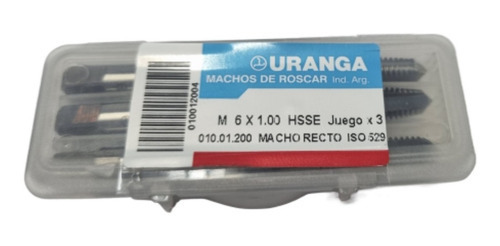 URANGA
MACHOS DE ROSCAR Ind. Arg.
010012004
M 6 X 1.00 HSSE Juego x 3
010.01.200 MACHO RECTO ISO 529